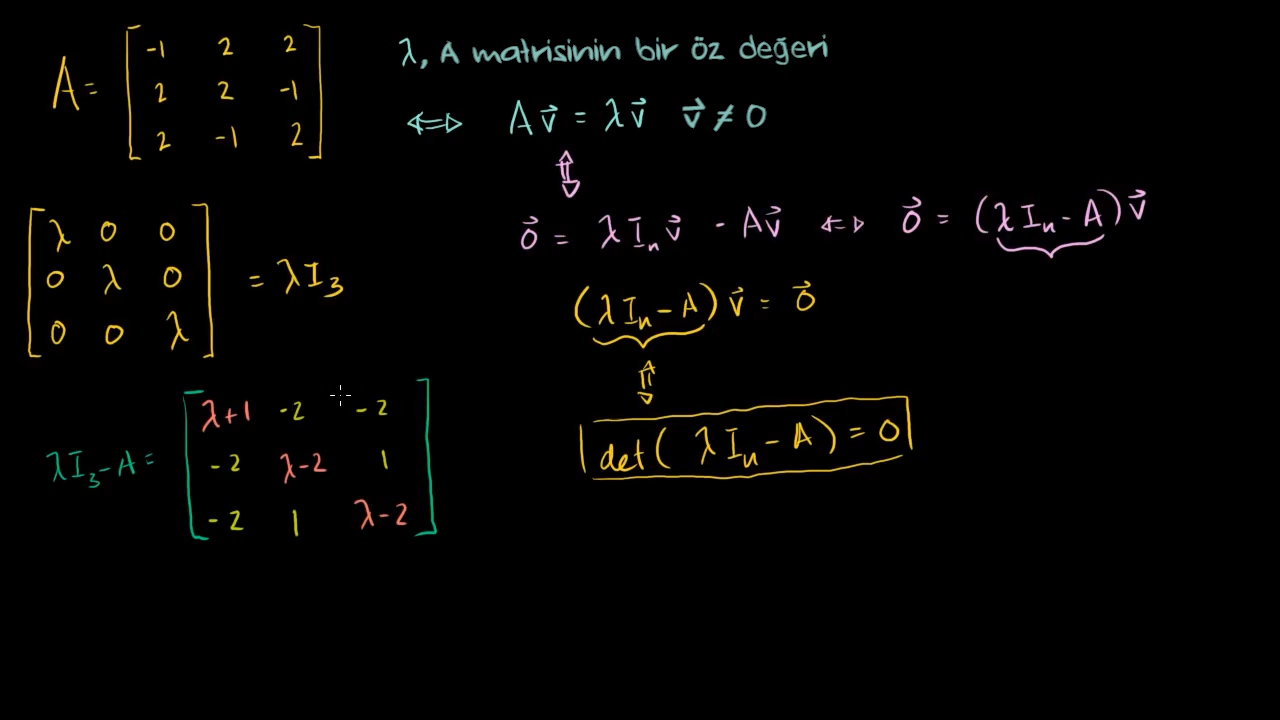 A = [ -1 2 2
2 2 -1
2 -1 2 ]
λ, A matrisinin bir öz değeri
⇔ Av⃗ = λv⃗ v⃗ ≠ 0
⇕
0⃗ = λIₙv⃗ - Av⃗ ⇔ 0⃗ = (λIₙ - A)v⃗
[ λ 0 0
0 λ 0
0 0 λ ] = λI₃
(λIₙ - A)v⃗ = 0⃗
⇕
det(λIₙ - A) = 0
λI₃ - A = [ λ+1 -2 -2
-2 λ-2 1
-2 1 λ-2 ]